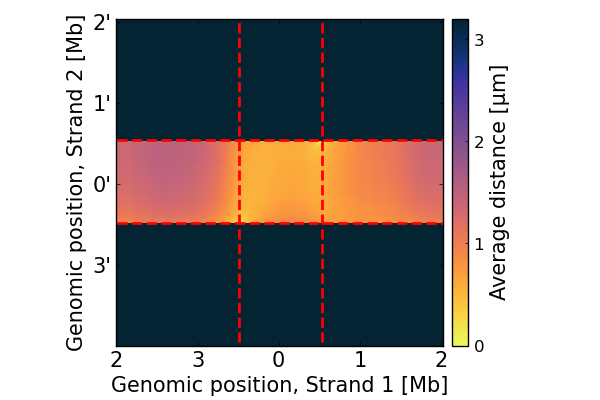 2'
1'
0'
3'
Genomic position, Strand 2 [Mb]
2 3 0 1 2
Genomic position, Strand 1 [Mb]
3
2
1
0
Average distance [μm]